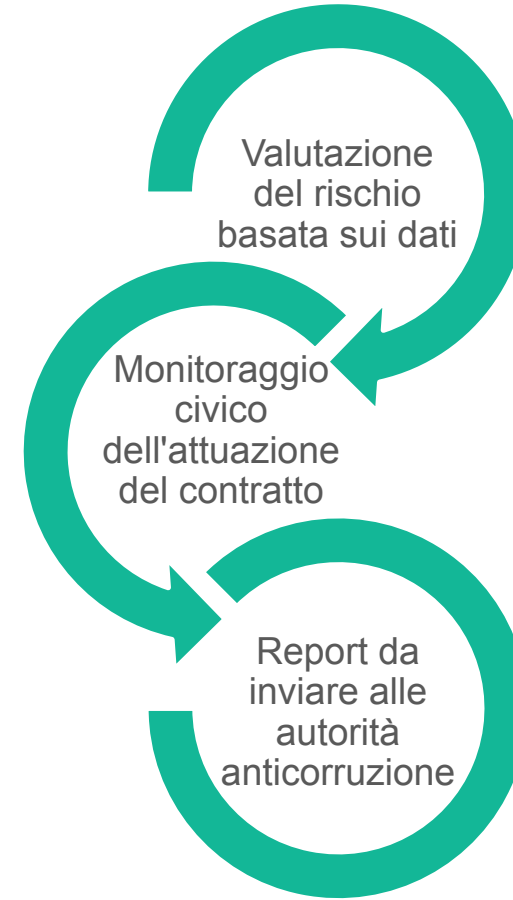 Valutazione
del rischio
basata sui dati
Monitoraggio
civico
dell'attuazione
del contratto
Report da
inviare alle
autorità
anticorruzione